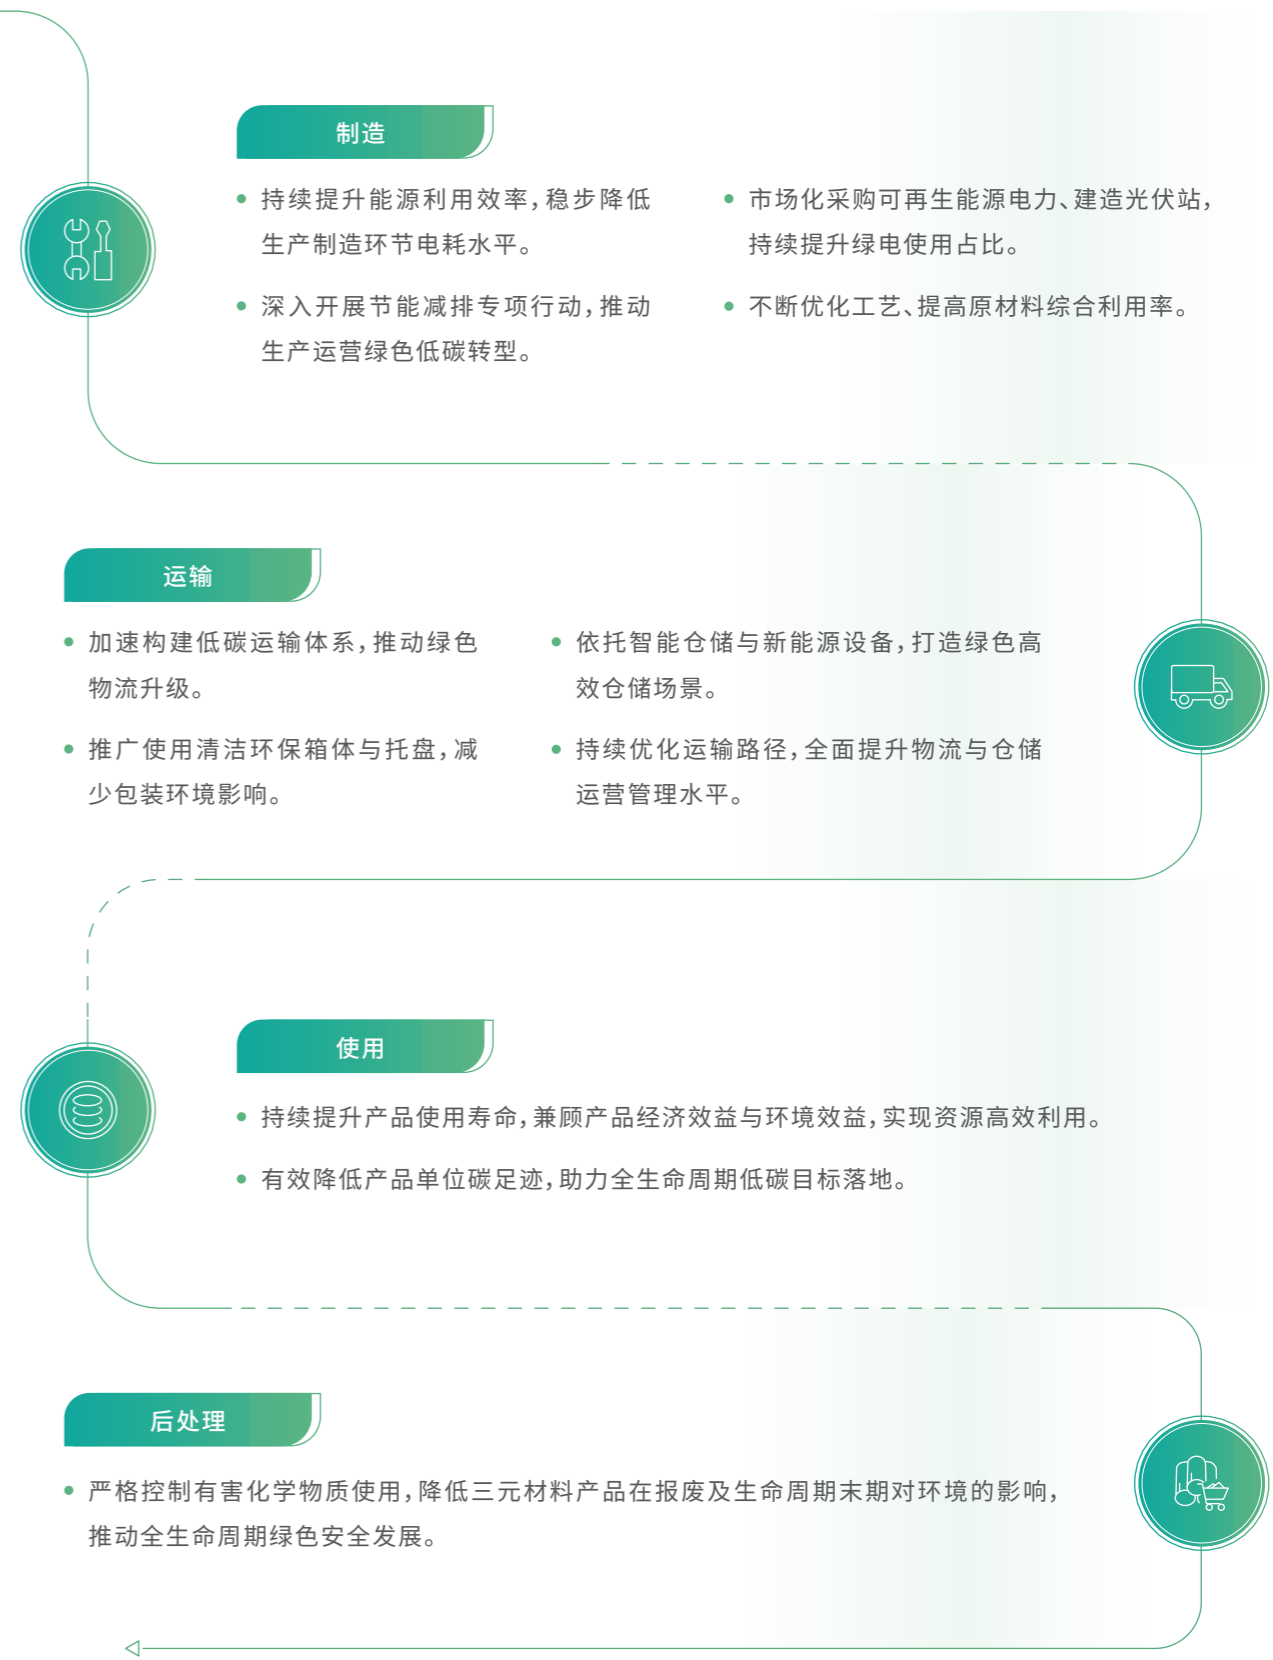 制造
持续提升能源利用效率，稳步降低
生产制造环节电耗水平。
深入开展节能减排专项行动，推动
生产运营绿色低碳转型。
市场化采购可再生能源电力、建造光伏站，
持续提升绿电使用占比。
不断优化工艺、提高原材料综合利用率。
运输
加速构建低碳运输体系，推动绿色
物流升级。
推广使用清洁环保箱体与托盘，减
少包装环境影响。
依托智能仓储与新能源设备，打造绿色高
效仓储场景。
持续优化运输路径，全面提升物流与仓储
运营管理水平。
使用
持续提升产品使用寿命，兼顾产品经济效益与环境效益，实现资源高效利用。
有效降低产品单位碳足迹，助力全生命周期低碳目标落地。
后处理
严格控制有害化学物质使用，降低三元材料产品在报废及生命周期末期对环境的影响，
推动全生命周期绿色安全发展。